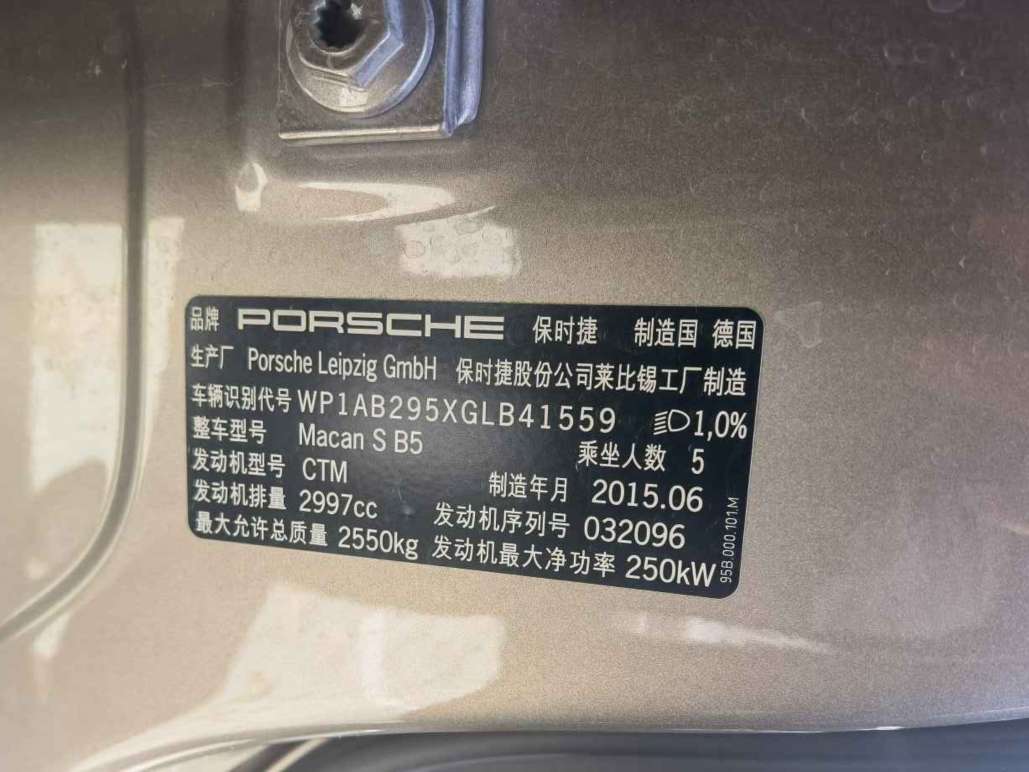 品牌 PORSCHE 保时捷 制造国 德国
生产厂 Porsche Leipzig GmbH 保时捷股份公司莱比锡工厂制造
车辆识别代号 WP1AB295XGLB41559 1,0%
整车型号 Macan S B5 乘坐人数 5
发动机型号 CTM 制造年月 2015.06
发动机排量 2997cc 发动机序列号 032096
最大允许总质量 2550kg 发动机最大净功率 250kW
95B.000.101.M